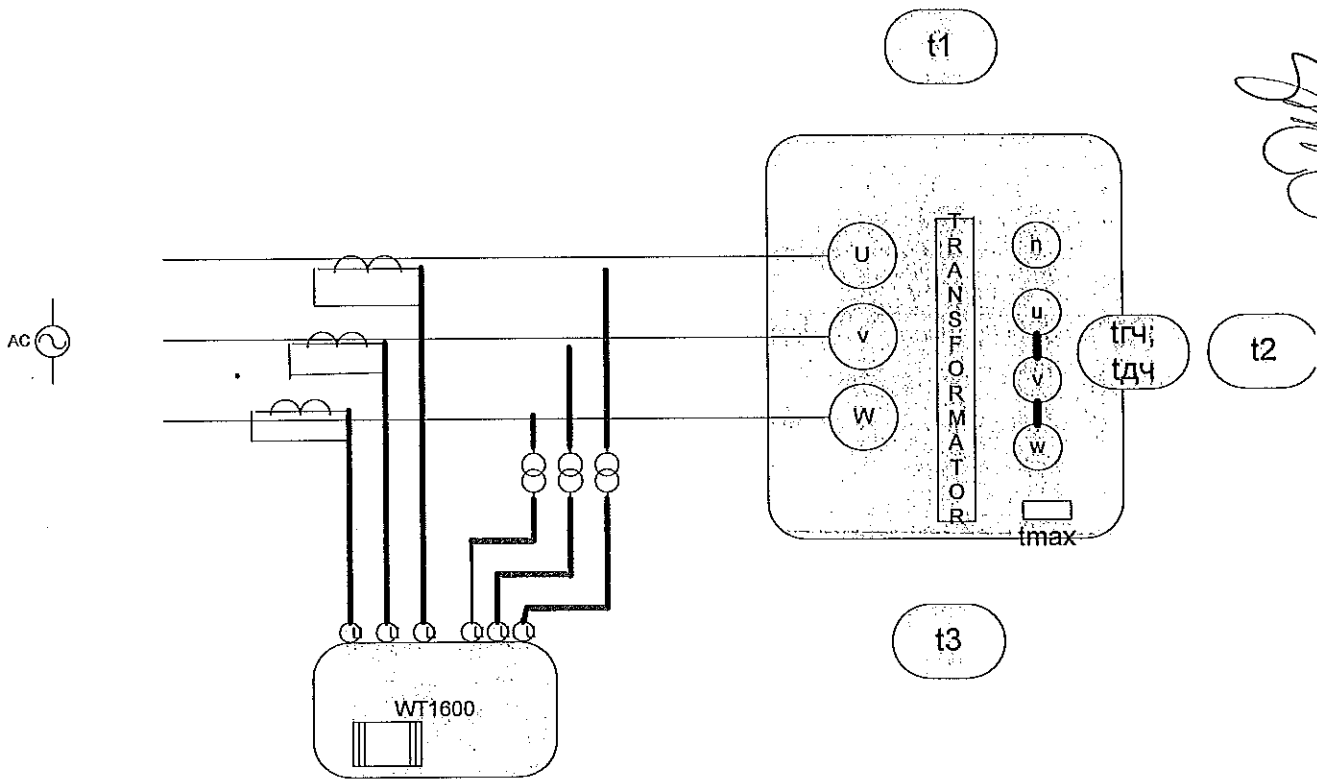 t1
AC
U
V
W
TRANSFORMATOR
n
u
v
w
tгч;
tдч
t2
tmax
t3
U
U
U
U
U
U
WT1600